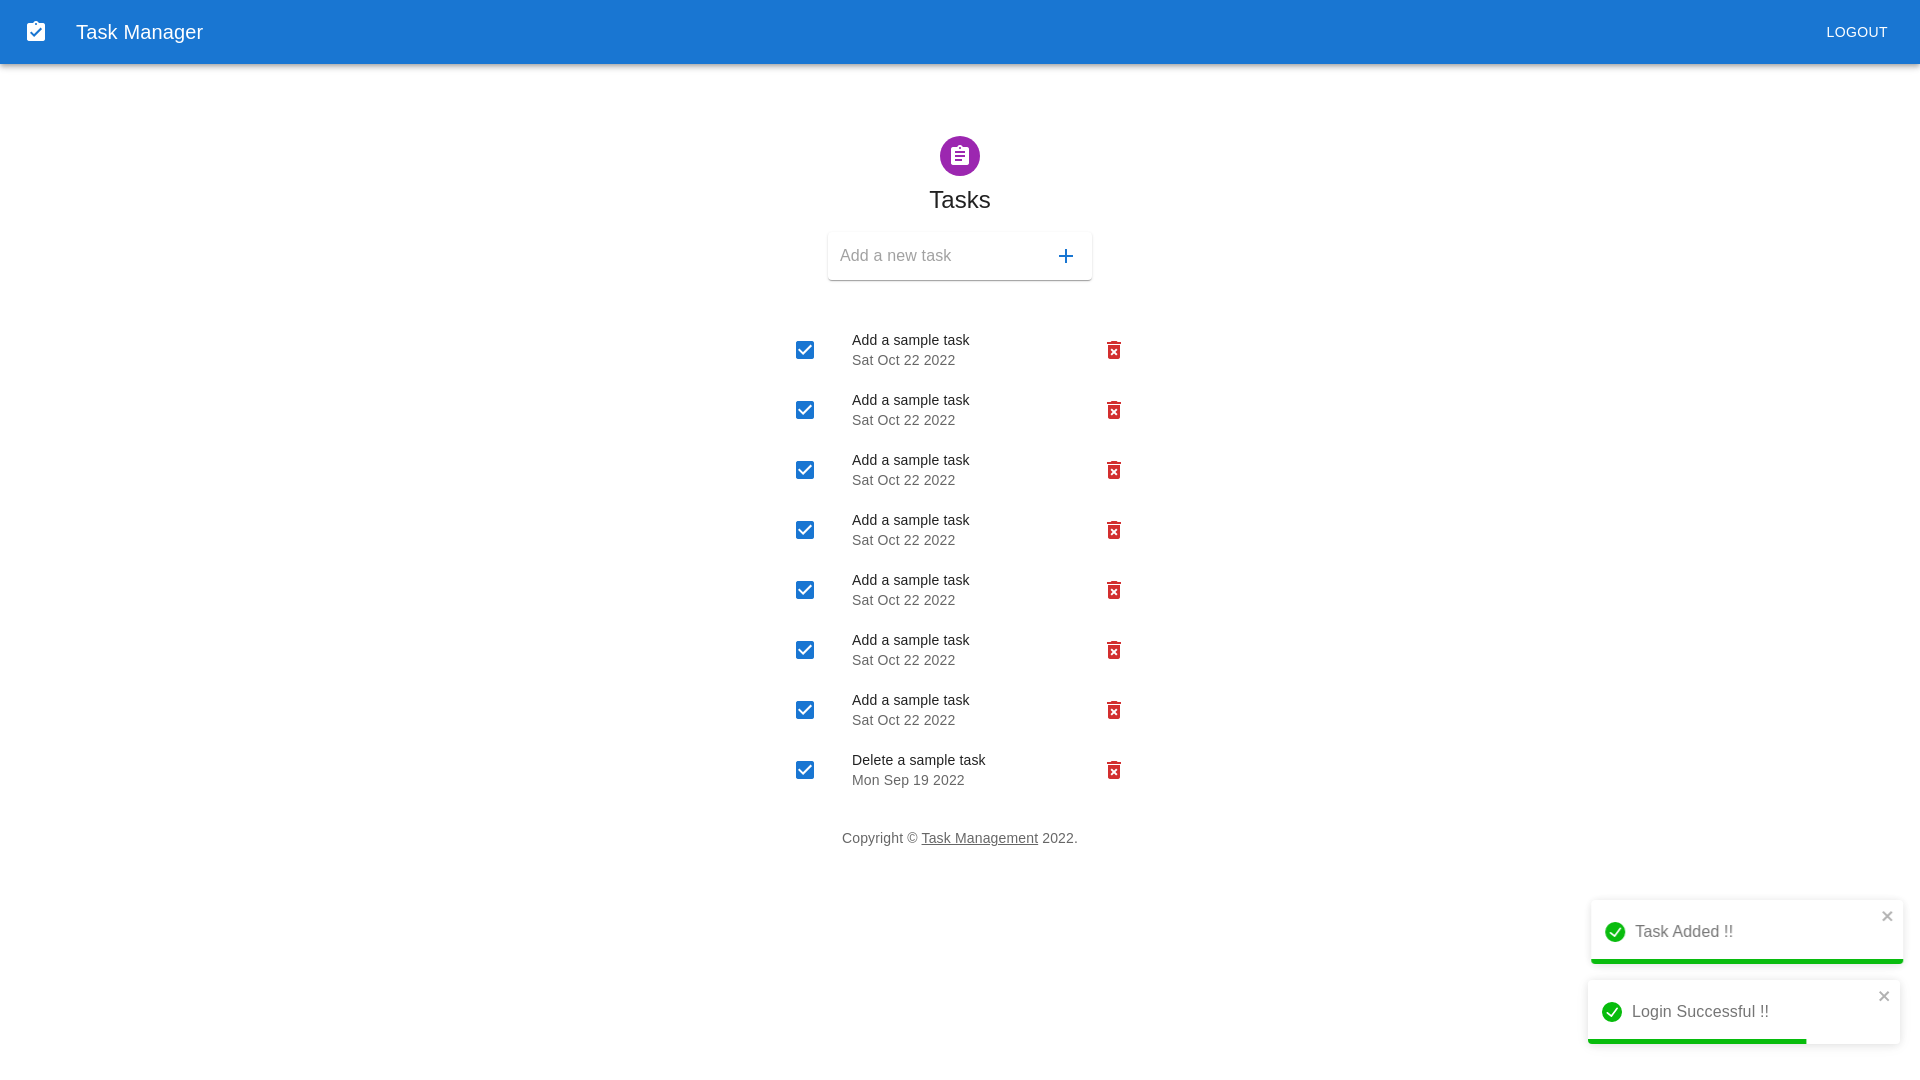 Task Manager
LOGOUT
Tasks
Add a new task
Add a sample task
Sat Oct 22 2022
Add a sample task
Sat Oct 22 2022
Add a sample task
Sat Oct 22 2022
Add a sample task
Sat Oct 22 2022
Add a sample task
Sat Oct 22 2022
Add a sample task
Sat Oct 22 2022
Add a sample task
Sat Oct 22 2022
Delete a sample task
Mon Sep 19 2022
Copyright © Task Management 2022.
Task Added !!
Login Successful !!